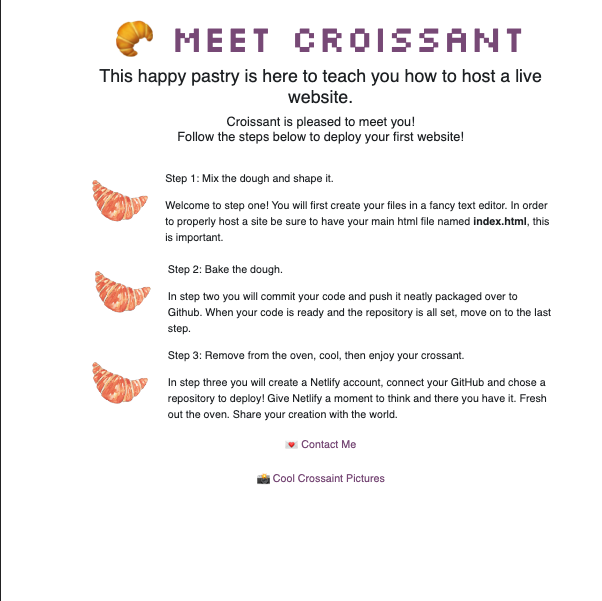 MEET CROISSANT
This happy pastry is here to teach you how to host a live
website.
Croissant is pleased to meet you!
Follow the steps below to deploy your first website!
Step 1: Mix the dough and shape it.
Welcome to step one! You will first create your files in a fancy text editor. In order
to properly host a site be sure to have your main html file named index.html, this
is important.
Step 2: Bake the dough.
In step two you will commit your code and push it neatly packaged over to
Github. When your code is ready and the repository is all set, move on to the last
step.
Step 3: Remove from the oven, cool, then enjoy your crossant.
In step three you will create a Netlify account, connect your GitHub and chose a
repository to deploy! Give Netlify a moment to think and there you have it. Fresh
out the oven. Share your creation with the world.
Contact Me
Cool Crossaint Pictures